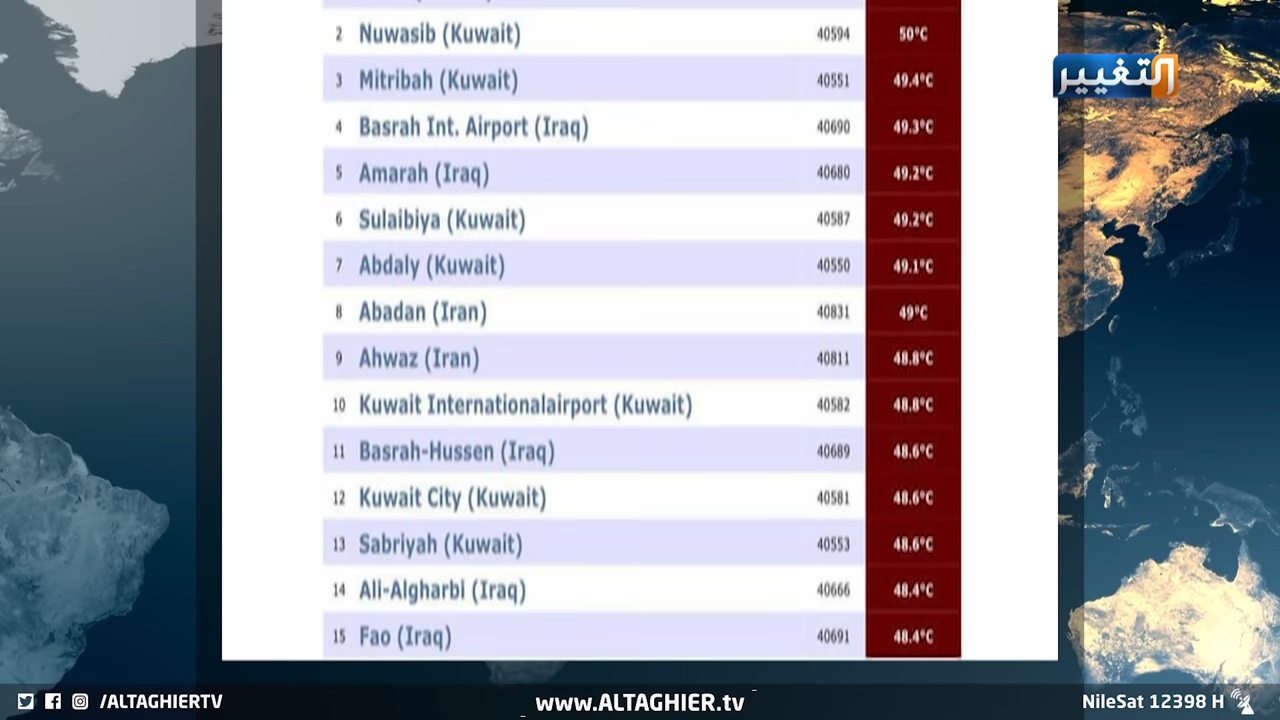 2 Nuwasib (Kuwait) 40594 50°C
التغيير
3 Mitribah (Kuwait) 40551 49.4°C
4 Basrah Int. Airport (Iraq) 40690 49.3°C
5 Amarah (Iraq) 40680 49.2°C
6 Sulaibiya (Kuwait) 40587 49.2°C
7 Abdaly (Kuwait) 40550 49.1°C
8 Abadan (Iran) 40831 49°C
9 Ahwaz (Iran) 40811 48.8°C
10 Kuwait Internationalairport (Kuwait) 40582 48.8°C
11 Basrah-Hussen (Iraq) 40689 48.6°C
12 Kuwait City (Kuwait) 40581 48.6°C
13 Sabriyah (Kuwait) 40553 48.6°C
14 Ali-Algharbi (Iraq) 40666 48.4°C
15 Fao (Iraq) 40691 48.4°C
/ALTAGHIERTV www.ALTAGHIER.tv NileSat 12398 H